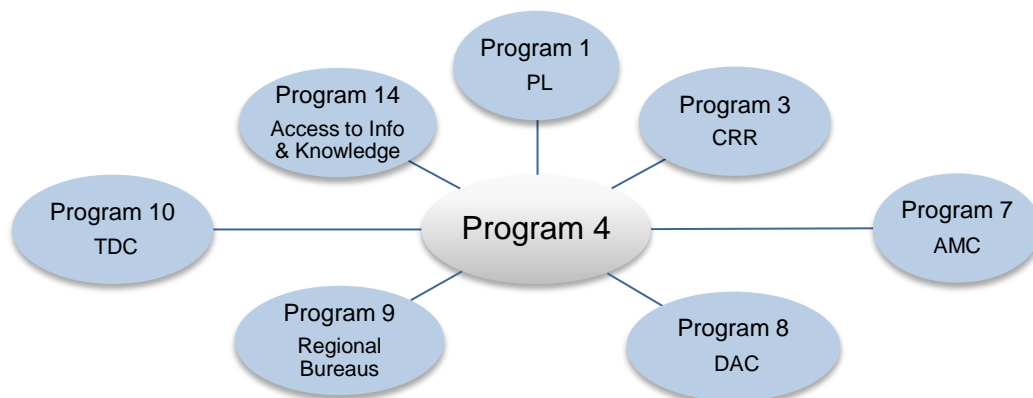 Program 1
PL
Program 14
Access to Info
& Knowledge
Program 3
CRR
Program 10
TDC
Program 4
Program 7
AMC
Program 9
Regional
Bureaus
Program 8
DAC